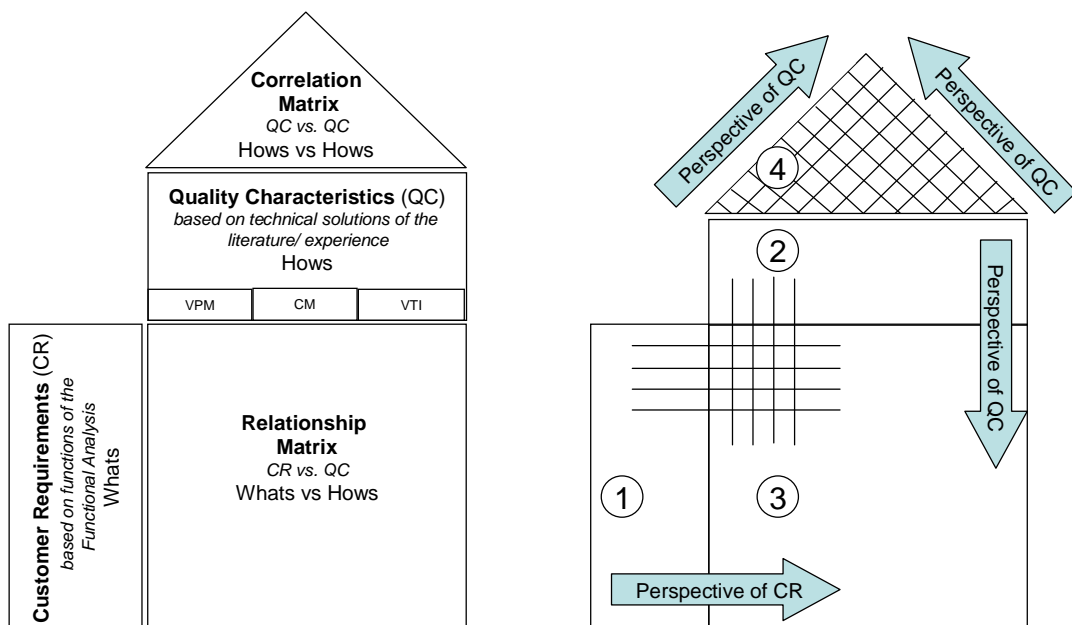 Correlation
Matrix
QC vs. QC
Hows vs Hows
Quality Characteristics (QC)
based on technical solutions of the
literature/ experience
Hows
VPM
CM
VTI
Customer Requirements (CR)
based on functions of the
Functional Analysis
Whats
Relationship
Matrix
CR vs. QC
Whats vs Hows
Perspective of QC
Perspective of QC
4
2
Perspective of QC
1
3
Perspective of CR